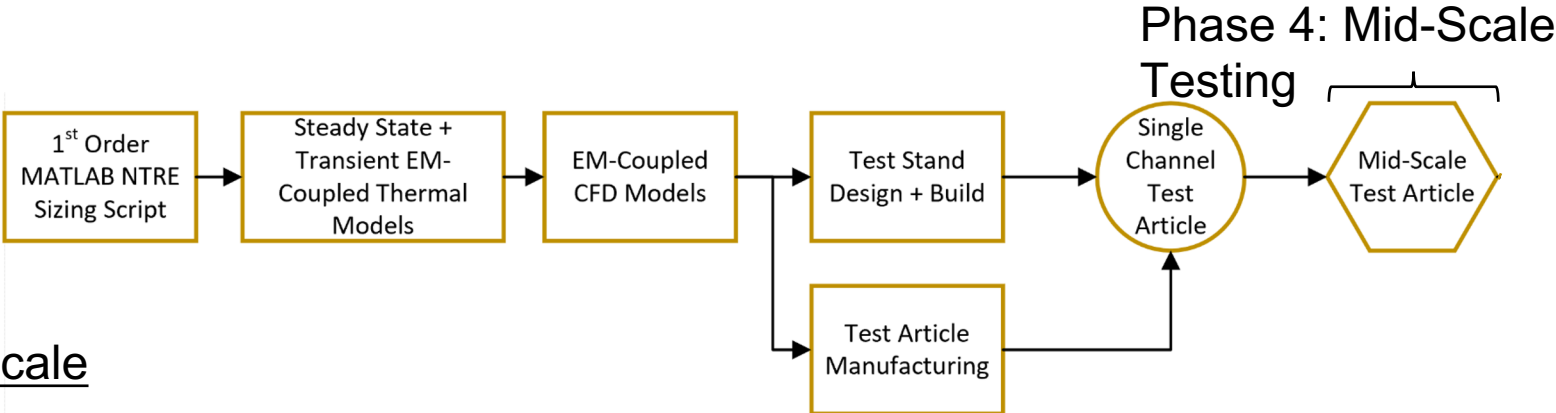 Phase 4: Mid-Scale
Testing
1st Order
MATLAB NTRE
Sizing Script
Steady State +
Transient EM-
Coupled Thermal
Models
EM-Coupled
CFD Models
Test Stand
Design + Build
Single
Channel
Test
Article
Mid-Scale
Test Article
Test Article
Manufacturing
cale